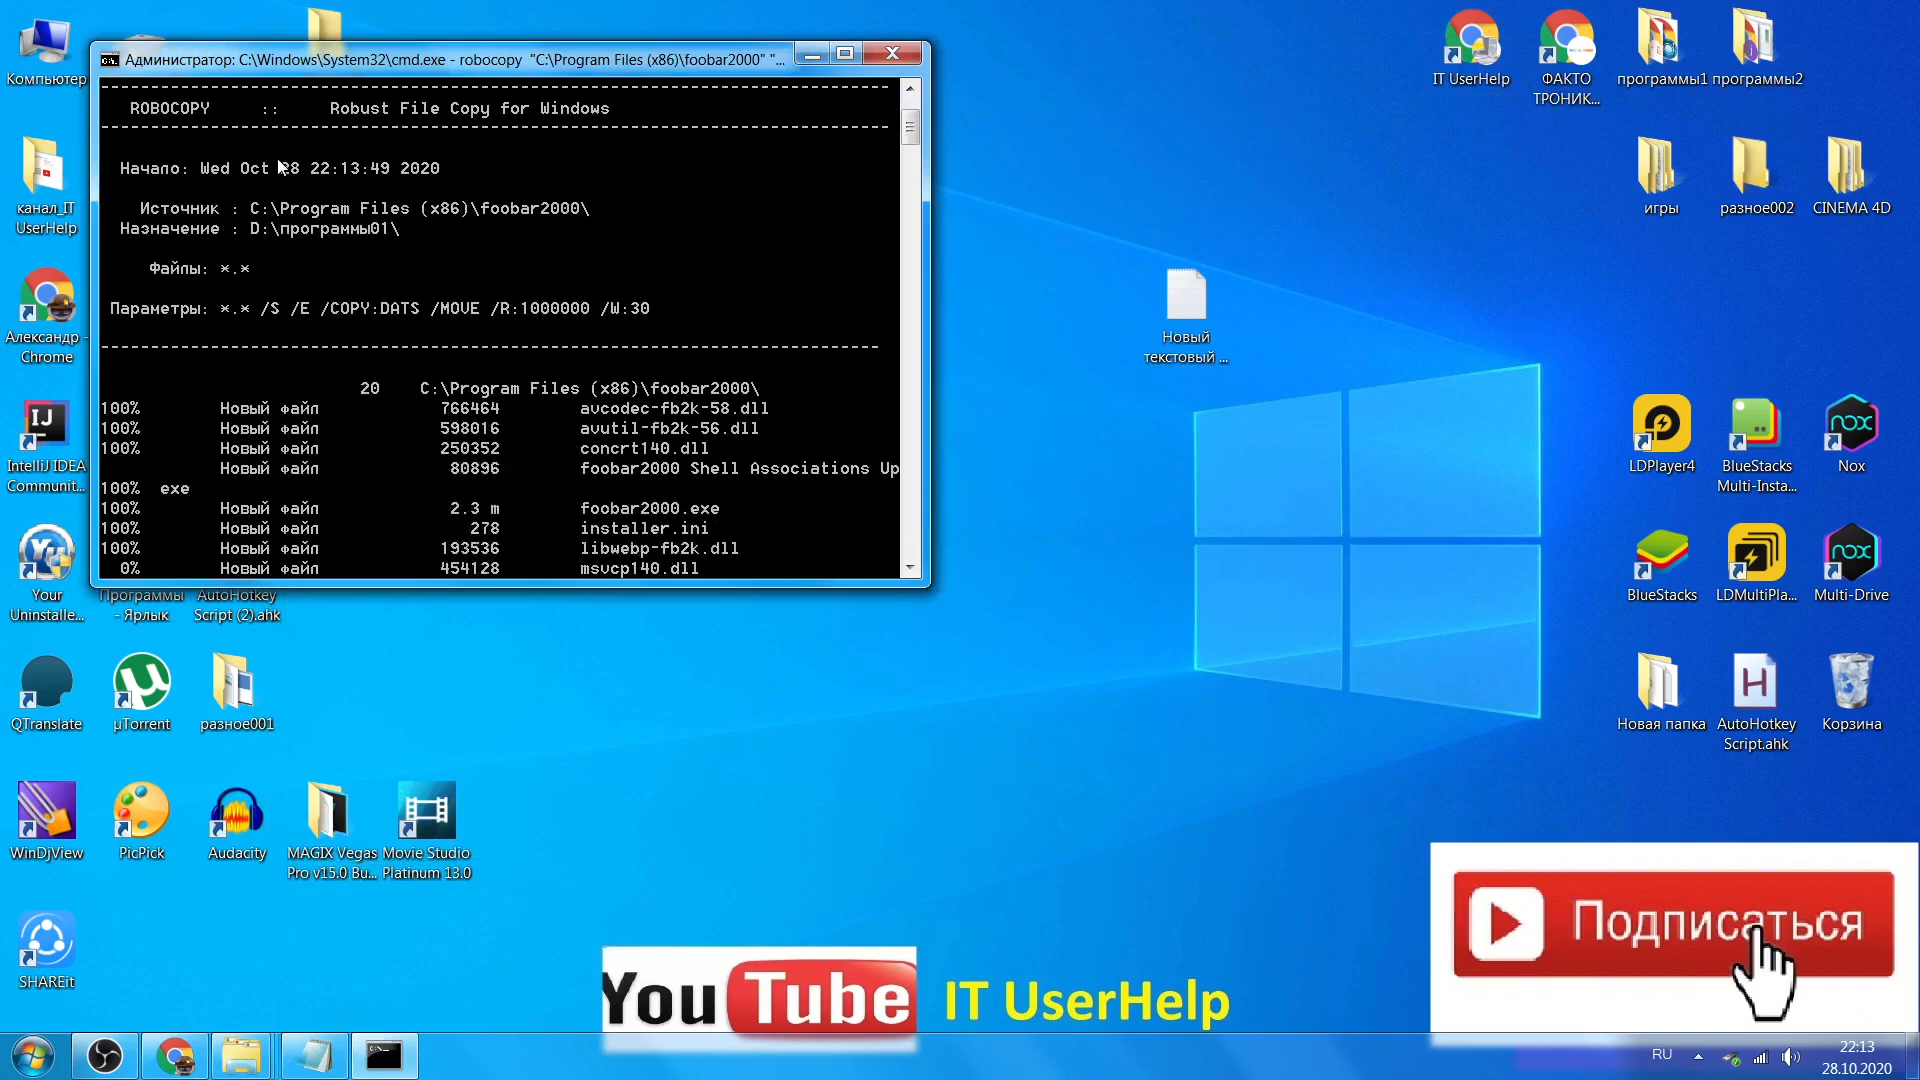 Администратор: C:\Windows\System32\cmd.exe - robocopy "C:\Program Files (x86)\foobar2000" "...
ROBOCOPY :: Robust File Copy for Windows
Начало: Wed Oct 28 22:13:49 2020
Источник : C:\Program Files (x86)\foobar2000\
Назначение : D:\программы01\
Файлы: *.*
Параметры: *.* /S /E /COPY:DATS /MOVE /R:1000000 /W:30
20 C:\Program Files (x86)\foobar2000\
100% Новый файл 766464 avcodec-fb2k-58.dll
100% Новый файл 598016 avutil-fb2k-56.dll
100% Новый файл 250352 concrt140.dll
Новый файл 80896 foobar2000 Shell Associations Up
100% exe
100% Новый файл 2.3 m foobar2000.exe
100% Новый файл 278 installer.ini
100% Новый файл 193536 libwebp-fb2k.dll
0% Новый файл 454128 msvcp140.dll
Компьютер
канал_IT
UserHelp
Александр -
Chrome
IntelliJ IDEA
Communit...
Your
Uninstalle...
Программы
- Ярлык
AutoHotkey
Script (2).ahk
QTranslate
µTorrent
разное001
WinDjView
PicPick
Audacity
MAGIX Vegas
Pro v15.0 Bu...
Movie Studio
Platinum 13.0
SHAREit
Новый
текстовый ...
IT UserHelp
ФАКТО
ТРОНИК...
программы1
программы2
игры
разное002
CINEMA 4D
LDPlayer4
BlueStacks
Multi-Insta...
nox
Nox
BlueStacks
LDMultiPla...
nox
Multi-Drive
Новая папка
AutoHotkey
Script.ahk
Корзина
YouTube
IT UserHelp
Подписаться
RU
22:13
28.10.2020